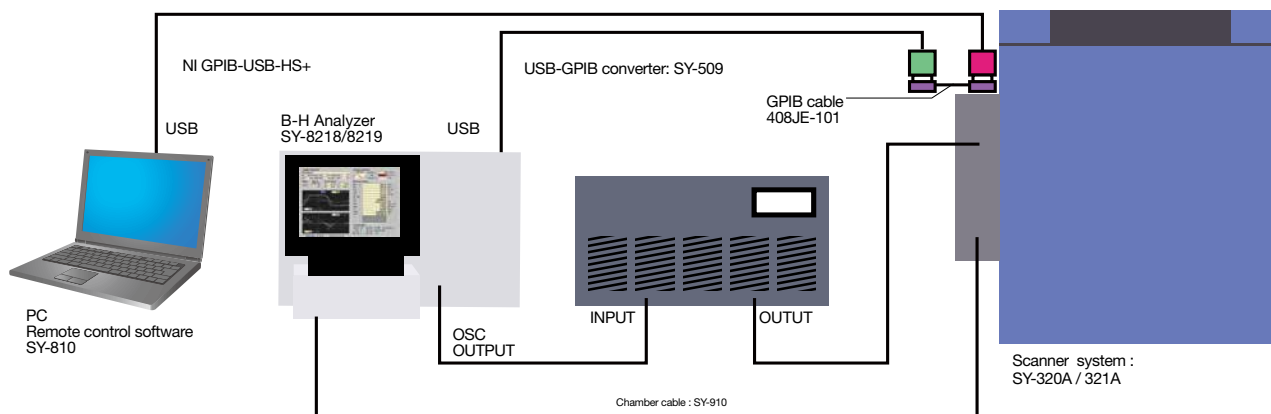 NI GPIB-USB-HS+
USB-GPIB converter: SY-509
GPIB cable
408JE-101
USB
B-H Analyzer
SY-8218/8219
USB
PC
Remote control software
SY-810
INPUT
OUTUT
OSC
OUTPUT
Scanner system :
SY-320A / 321A
Chamber cable : SY-910